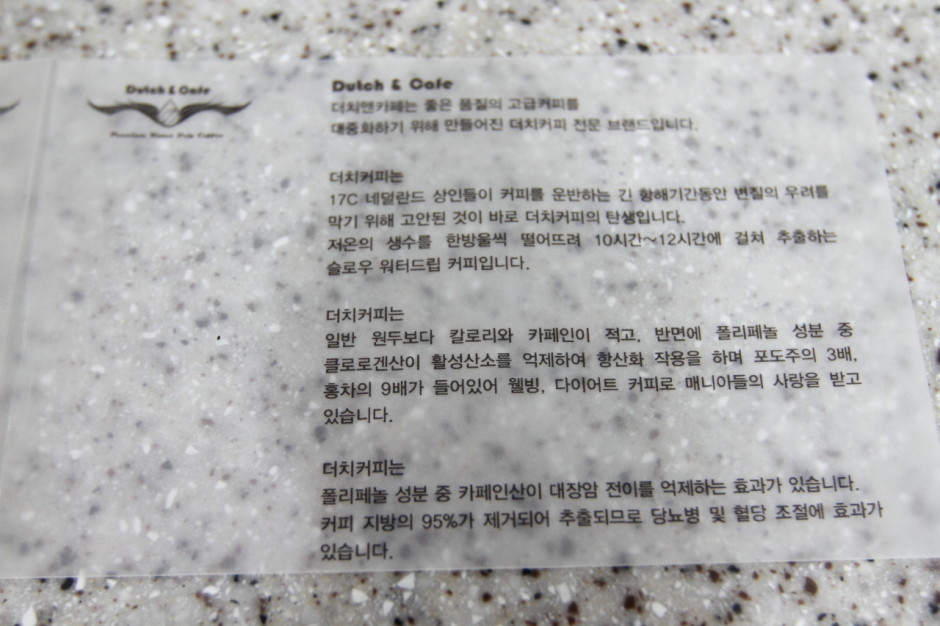 Dutch & Cafe
Premium Water Drip Coffee
Dutch & Cafe
더치앤카페는 좋은 품질의 고급커피를
대중화하기 위해 만들어진 더치커피 전문 브랜드입니다.
더치커피는
17C 네덜란드 상인들이 커피를 운반하는 긴 항해기간동안 변질의 우려를
막기 위해 고안된 것이 바로 더치커피의 탄생입니다.
저온의 생수를 한방울씩 떨어뜨려 10시간~12시간에 걸쳐 추출하는
슬로우 워터드립 커피입니다.
더치커피는
일반 원두보다 칼로리와 카페인이 적고, 반면에 폴리페놀 성분 중
클로로겐산이 활성산소를 억제하여 항산화 작용을 하며 포도주의 3배,
홍차의 9배가 들어있어 웰빙, 다이어트 커피로 매니아들의 사랑을 받고
있습니다.
더치커피는
폴리페놀 성분 중 카페인산이 대장암 전이를 억제하는 효과가 있습니다.
커피 지방의 95%가 제거되어 추출되므로 당뇨병 및 혈당 조절에 효과가
있습니다.